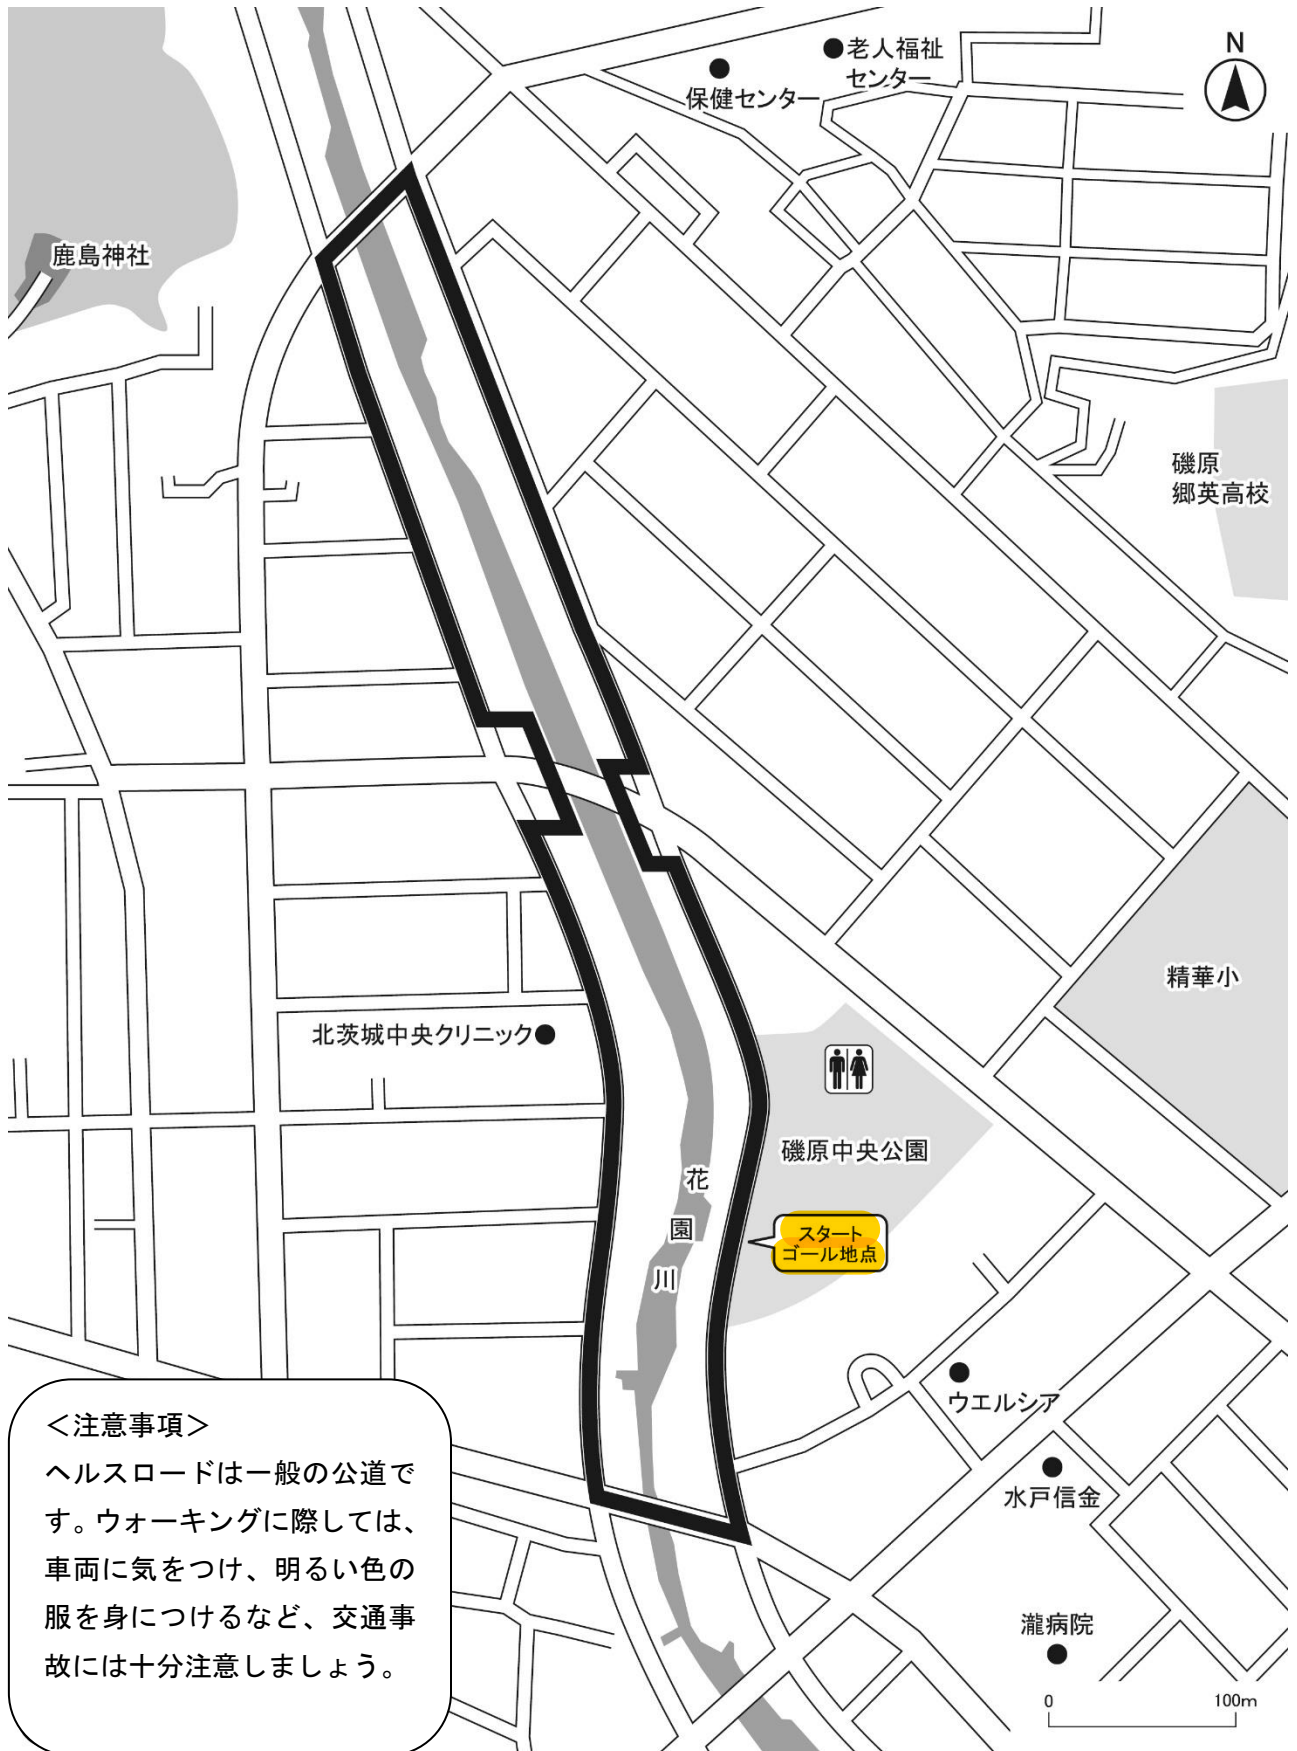 N
●老人福祉
センター
保健センター
鹿島神社
磯原
郷英高校
精華小
北茨城中央クリニック●
磯原中央公園
花
園
川
スタート
ゴール地点
ウエルシア
水戸信金
瀧病院
0 100m
＜注意事項＞
ヘルスロードは一般の公道で
す。ウォーキングに際しては、
車両に気をつけ、明るい色の
服を身につけるなど、交通事
故には十分注意しましょう。